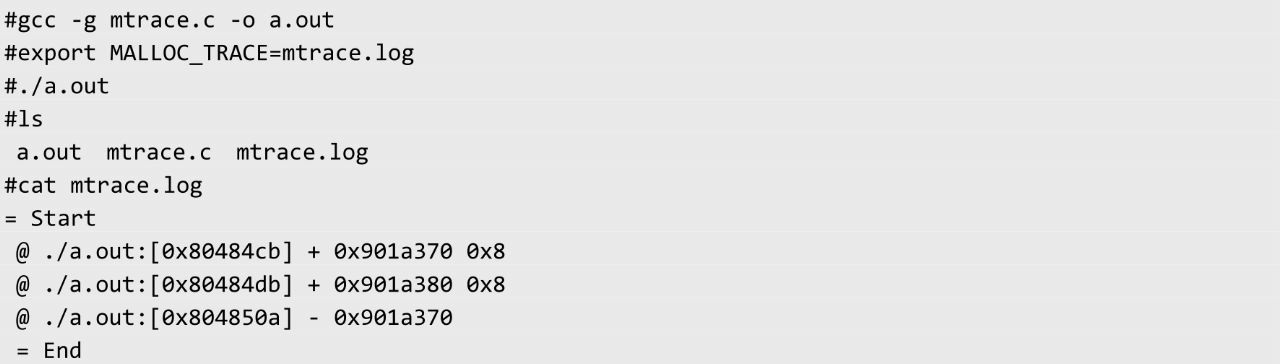 #gcc -g mtrace.c -o a.out
#export MALLOC_TRACE=mtrace.log
#./a.out
#ls
a.out  mtrace.c  mtrace.log
#cat mtrace.log
= Start
@ ./a.out:[0x80484cb] + 0x901a370 0x8
@ ./a.out:[0x80484db] + 0x901a380 0x8
@ ./a.out:[0x804850a] - 0x901a370
= End